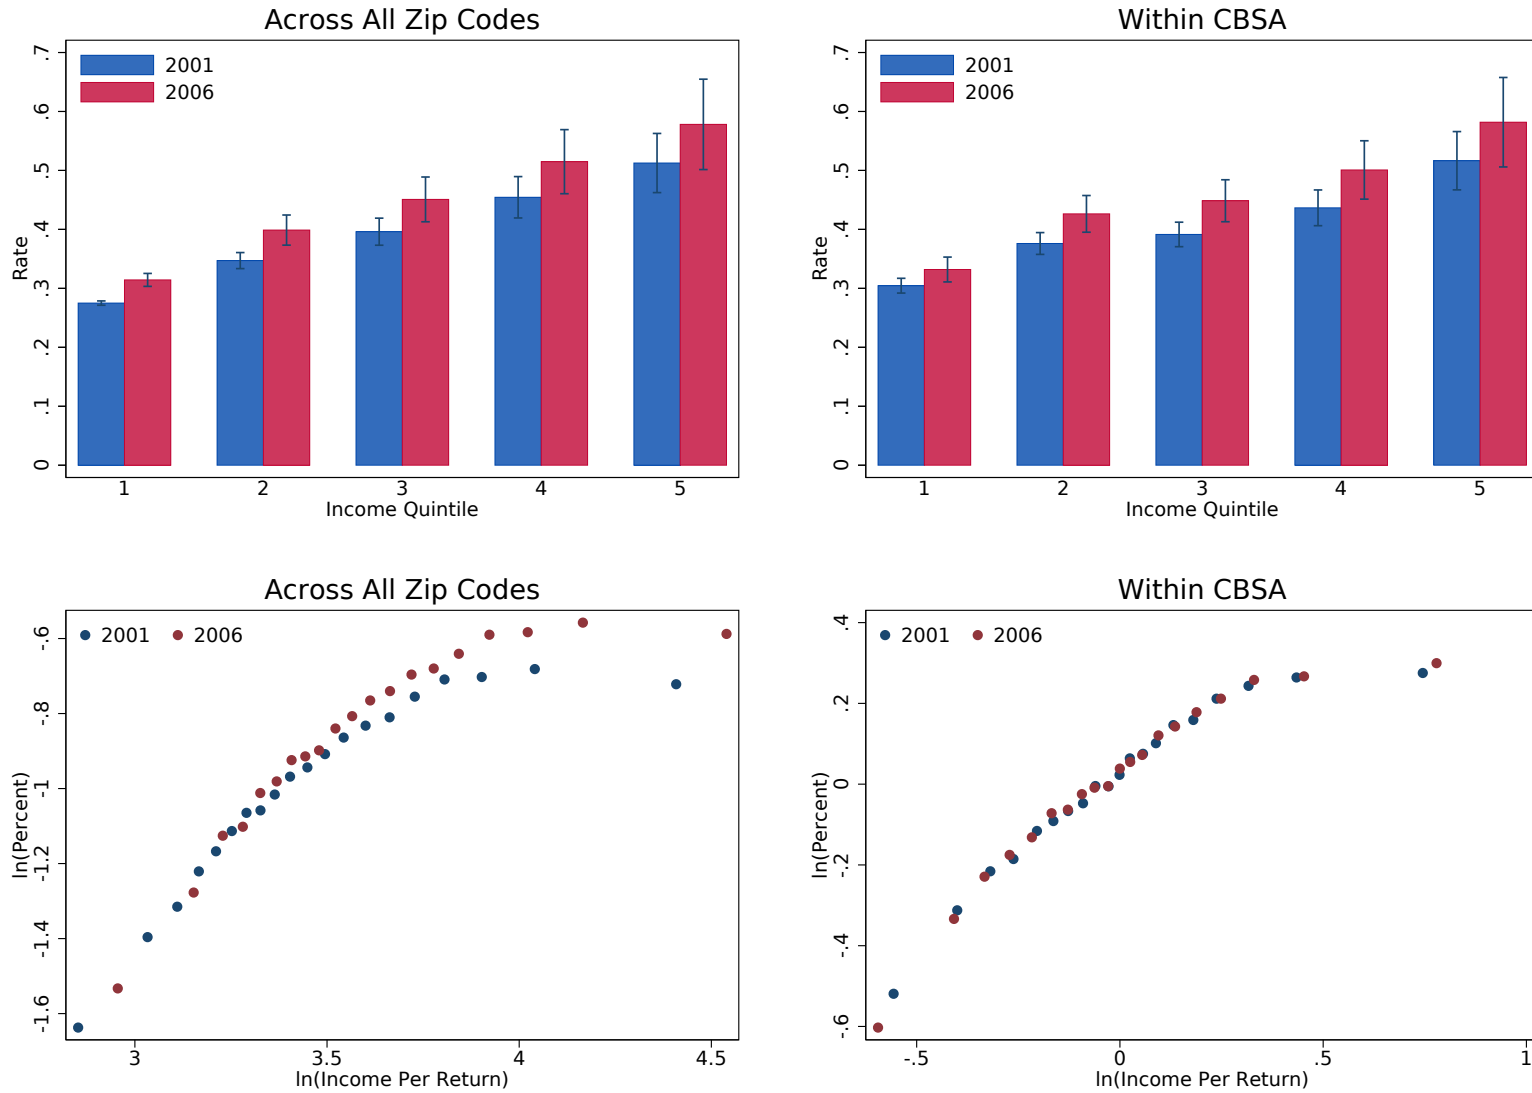 Across All Zip Codes
2001
2006
Rate
0 .1 .2 .3 .4 .5 .6 .7
1 2 3 4 5
Income Quintile
Within CBSA
2001
2006
Rate
0 .1 .2 .3 .4 .5 .6 .7
1 2 3 4 5
Income Quintile
Across All Zip Codes
2001 2006
ln(Percent)
-1.6 -1.4 -1.2 -1 -.8 -.6
3 3.5 4 4.5
ln(Income Per Return)
Within CBSA
2001 2006
ln(Percent)
-.6 -.4 -.2 0 .2 .4
-.5 0 .5 1
ln(Income Per Return)